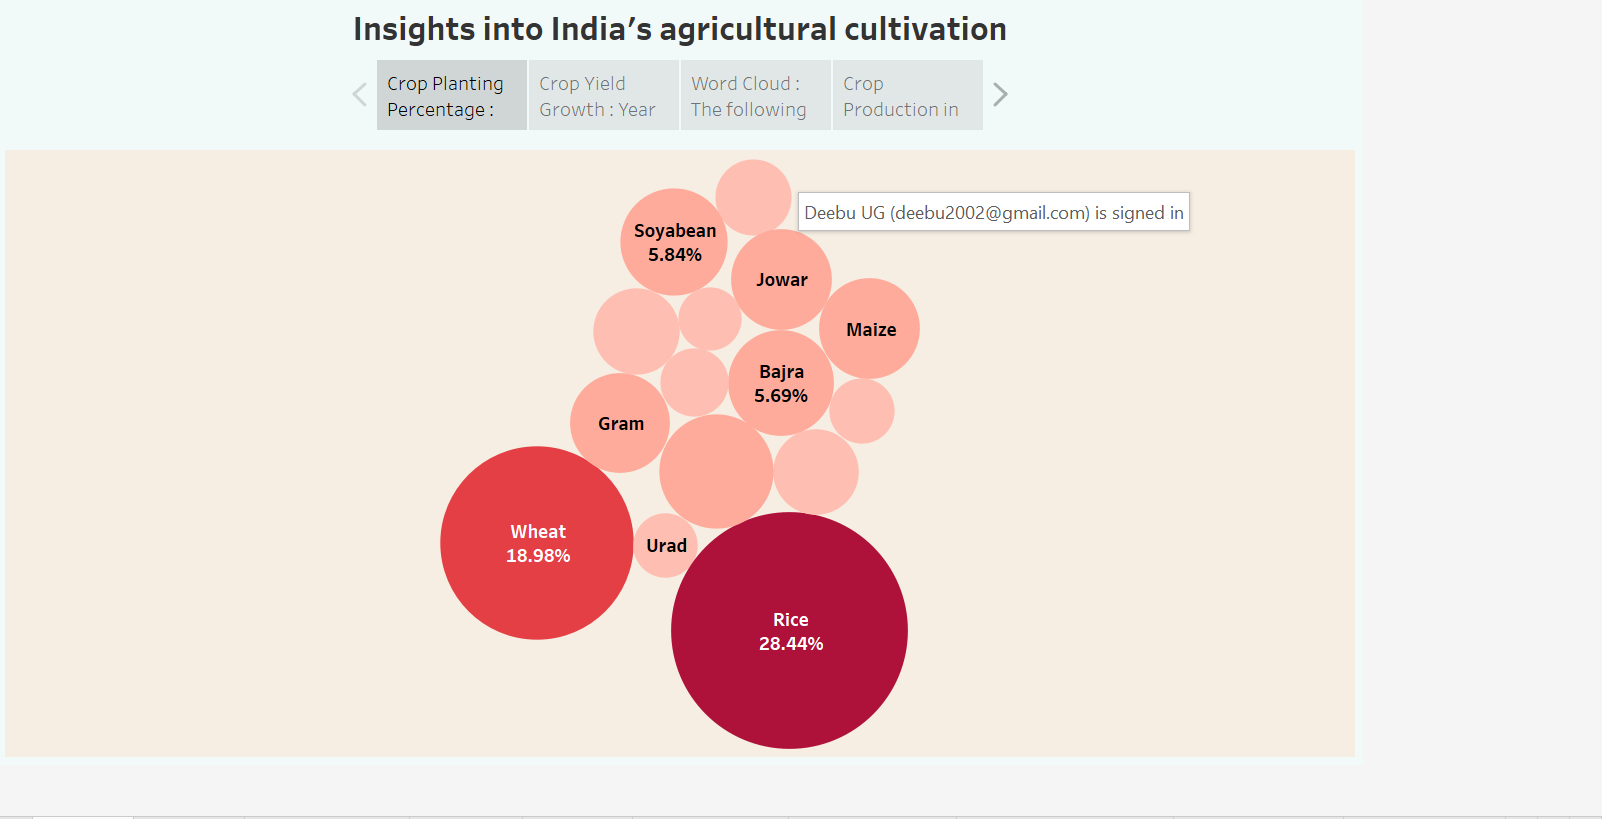 Insights into India’s agricultural cultivation
Crop Planting
Percentage :
Crop Yield
Growth : Year
Word Cloud :
The following
Crop
Production in
Deebu UG (deebu2002@gmail.com) is signed in
Soyabean
5.84%
Jowar
Maize
Bajra
5.69%
Gram
Wheat
18.98%
Urad
Rice
28.44%